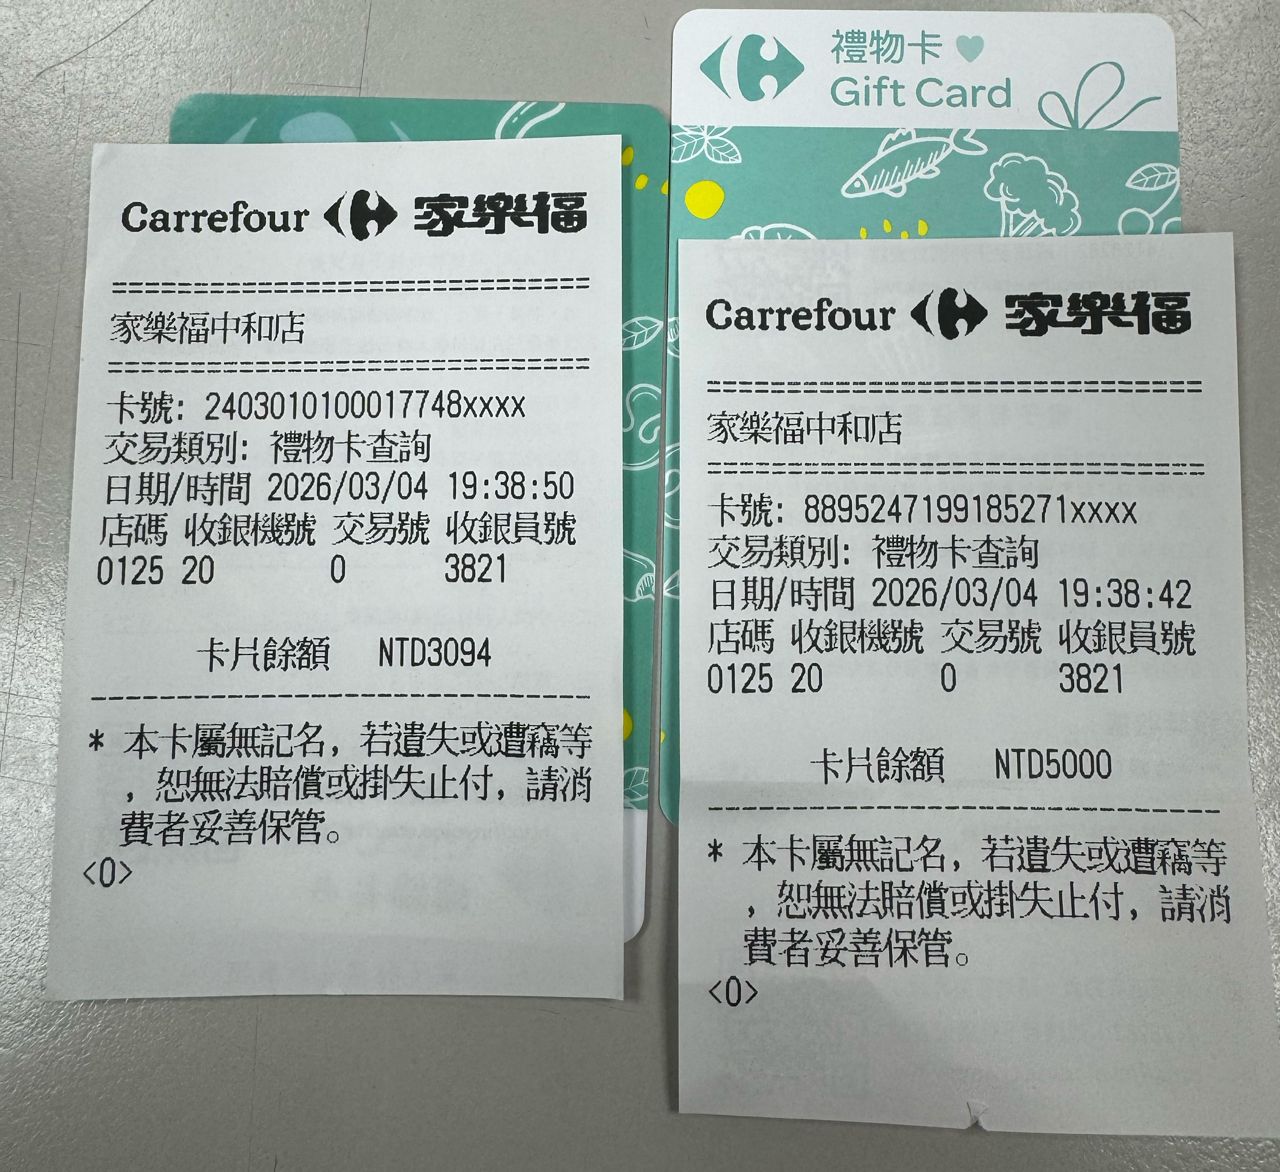 禮物卡
Gift Card
Carrefour 家樂福
==============================
家樂福中和店
==============================
卡號: 2403010100017748xxxx
交易類別: 禮物卡查詢
日期/時間 2026/03/04 19:38:50
店碼 收銀機號 交易號 收銀員號
0125 20 0 3821
卡片餘額 NTD3094
------------------------------
* 本卡屬無記名, 若遺失或遭竊等
, 恕無法賠償或掛失止付, 請消
費者妥善保管。
<0>
Carrefour 家樂福
==============================
家樂福中和店
==============================
卡號: 8895247199185271xxxx
交易類別: 禮物卡查詢
日期/時間 2026/03/04 19:38:42
店碼 收銀機號 交易號 收銀員號
0125 20 0 3821
卡片餘額 NTD5000
------------------------------
* 本卡屬無記名, 若遺失或遭竊等
, 恕無法賠償或掛失止付, 請消
費者妥善保管。
<0>